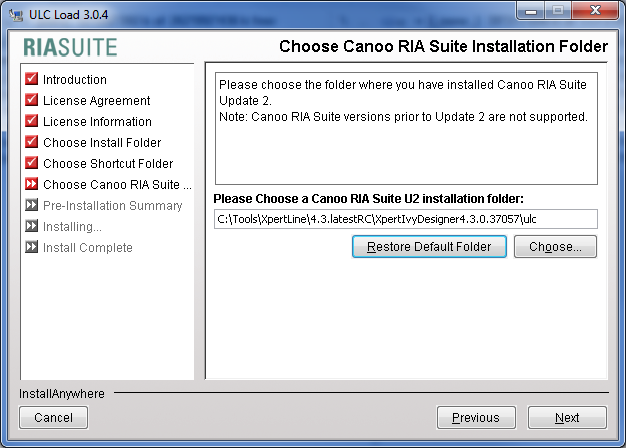 ULC Load 3.0.4
RIASUITE
Choose Canoo RIA Suite Installation Folder
Introduction
License Agreement
License Information
Choose Install Folder
Choose Shortcut Folder
Choose Canoo RIA Suite ...
Pre-Installation Summary
Installing...
Install Complete
Please choose the folder where you have installed Canoo RIA Suite
Update 2.
Note: Canoo RIA Suite versions prior to Update 2 are not supported.
Please Choose a Canoo RIA Suite U2 installation folder:
C:\Tools\XpertLine\4.3.latestRC\XpertIvyDesigner4.3.0.37057\ulc
Restore Default Folder
Choose...
InstallAnywhere
Cancel
Previous
Next